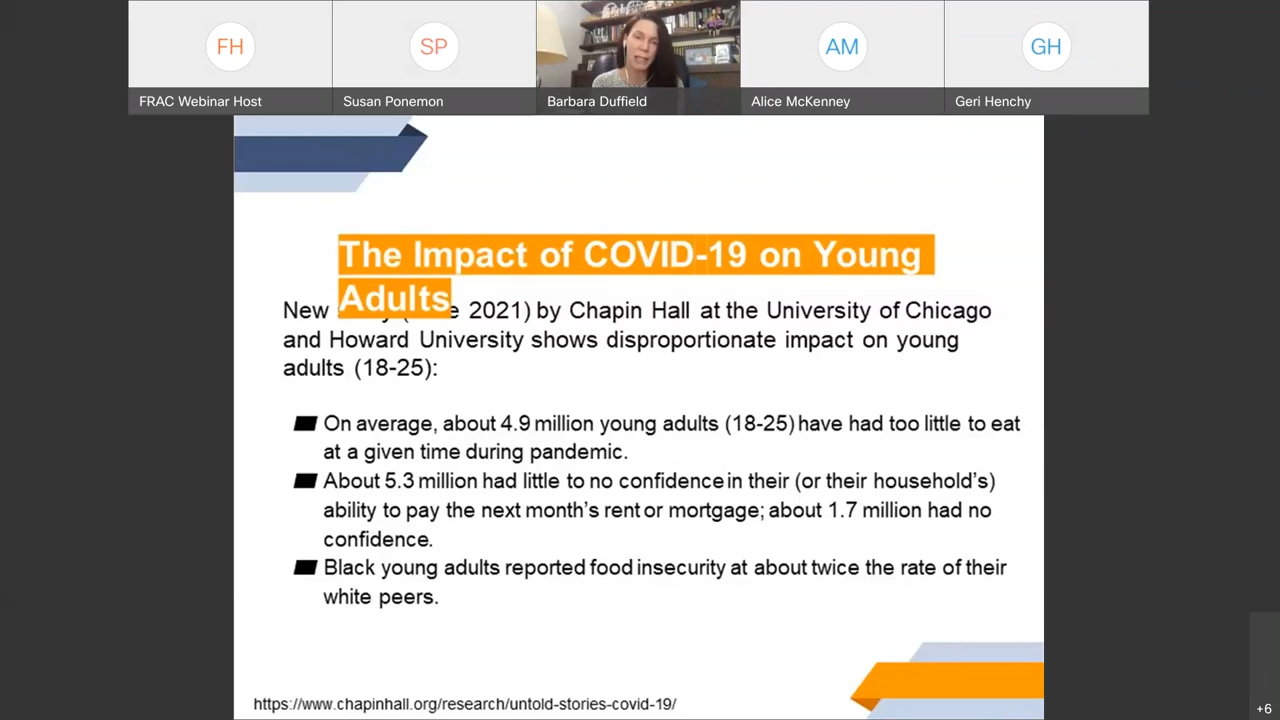 FH
SP
AM
GH
FRAC Webinar Host
Susan Ponemon
Barbara Duffield
Alice McKenney
Geri Henchy
The Impact of COVID-19 on Young
Adults
New 2021) by Chapin Hall at the University of Chicago
and Howard University shows disproportionate impact on young
adults (18-25):
On average, about 4.9 million young adults (18-25) have had too little to eat
at a given time during pandemic.
About 5.3 million had little to no confidence in their (or their household's)
ability to pay the next month's rent or mortgage; about 1.7 million had no
confidence.
Black young adults reported food insecurity at about twice the rate of their
white peers.
https://www.chapinhall.org/research/untold-stories-covid-19/
+6